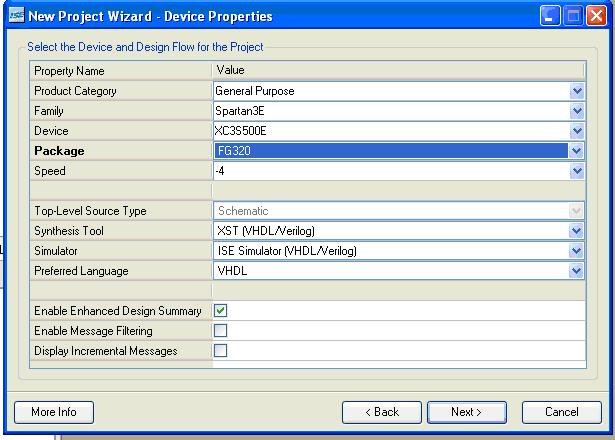 ISE New Project Wizard - Device Properties
Select the Device and Design Flow for the Project
Property Name Value
Product Category General Purpose
Family Spartan3E
Device XC3S500E
Package FG320
Speed -4
Top-Level Source Type Schematic
Synthesis Tool XST (VHDL/Verilog)
Simulator ISE Simulator (VHDL/Verilog)
Preferred Language VHDL
Enable Enhanced Design Summary
Enable Message Filtering
Display Incremental Messages
More Info < Back Next > Cancel